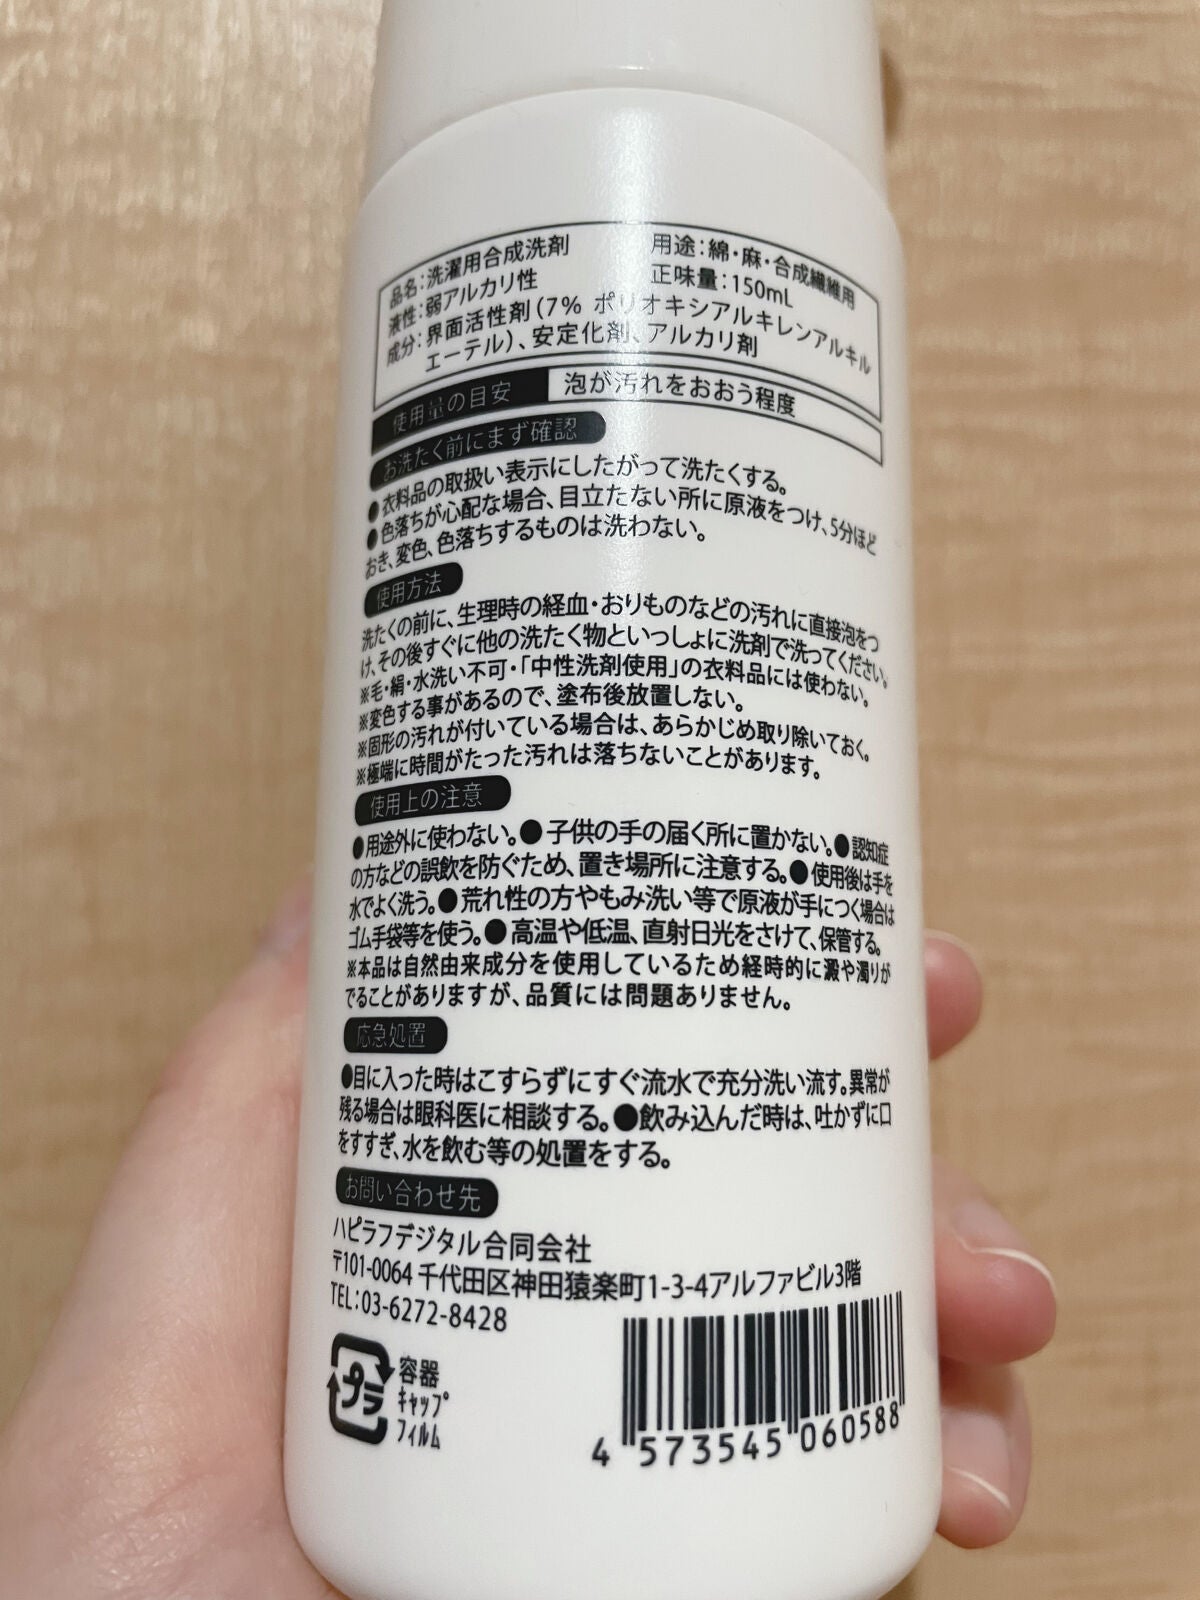 品名：洗濯用合成洗剤　用途：綿・麻・合成繊維用
液性：弱アルカリ性　正味量：150mL
成分：界面活性剤（7% ポリオキシアルキレンアルキル
エーテル）、安定化剤、アルカリ剤
使用量の目安　泡が汚れをおおう程度
お洗たく前にまず確認
●衣料品の取扱い表示にしたがって洗たくする。
●色落ちが心配な場合、目立たない所に原液をつけ、5分ほど
おき、変色、色落ちするものは洗わない。
使用方法
洗たくの前に、生理時の経血・おりものなどの汚れに直接泡をつ
け、その後すぐに他の洗たく物といっしょに洗剤で洗ってください。
※毛・絹・水洗い不可・「中性洗剤使用」の衣料品には使わない。
※変色する事があるので、塗布後放置しない。
※固形の汚れが付いている場合は、あらかじめ取り除いておく。
※極端に時間がたった汚れは落ちないことがあります。
使用上の注意
●用途外に使わない。●子供の手の届く所に置かない。●認知症
の方などの誤飲を防ぐため、置き場所に注意する。●使用後は手を
水でよく洗う。●荒れ性の方やもみ洗い等で原液が手につく場合は
ゴム手袋等を使う。●高温や低温、直射日光をさけて、保管する。
※本品は自然由来成分を使用しているため経時的に澱や濁りが
でることがありますが、品質には問題ありません。
応急処置
●目に入った時はこすらずにすぐ流水で充分洗い流す。異常が
残る場合は眼科医に相談する。●飲み込んだ時は、吐かずに口
をすすぎ、水を飲む等の処置をする。
お問い合わせ先
ハピラフデジタル合同会社
〒101-0064 千代田区神田猿楽町1-3-4アルファビル3階
TEL：03-6272-8428
プラ
容器
キャップ
フィルム
4 573545 060588